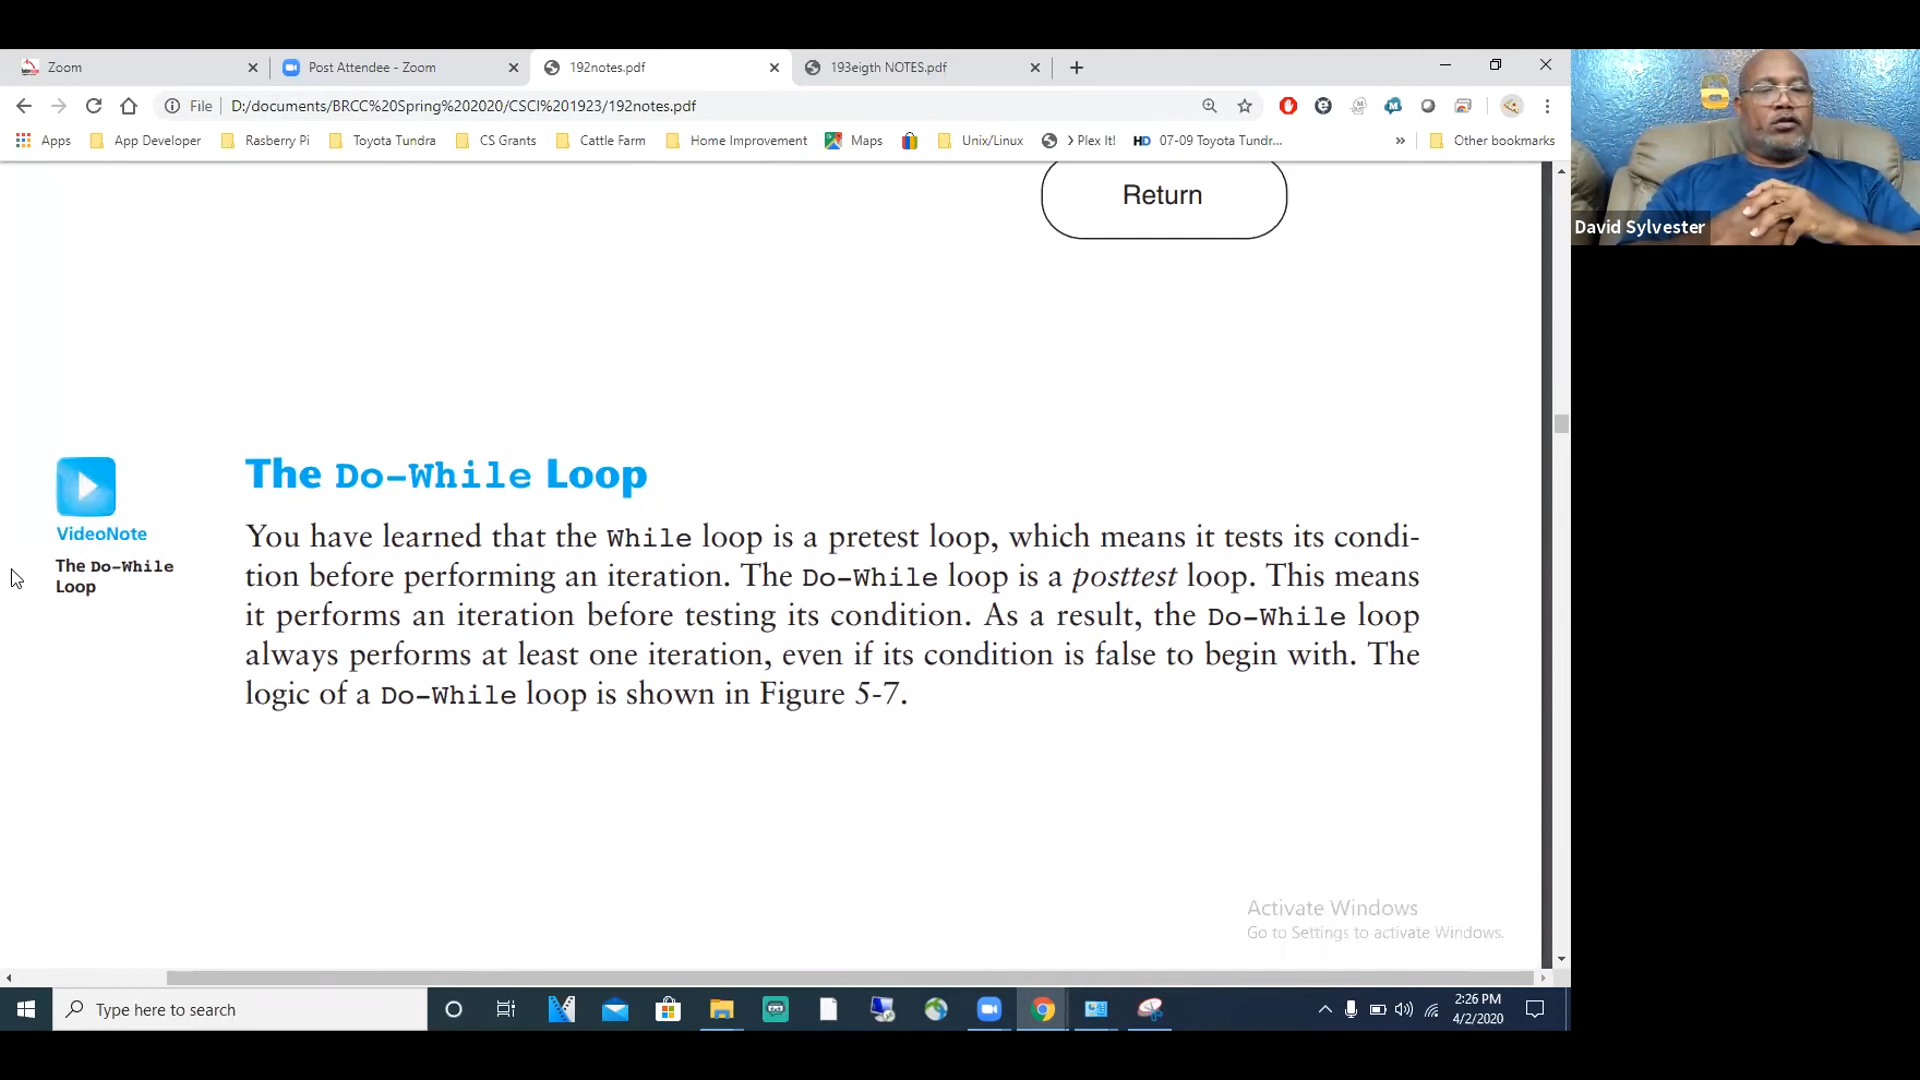 Zoom
Post Attendee - Zoom
192notes.pdf
193eigth NOTES.pdf
File
D:/documents/BRCC%20Spring%202020/CSCI%201923/192notes.pdf
Apps
App Developer
Rasberry Pi
Toyota Tundra
CS Grants
Cattle Farm
Home Improvement
Maps
Unix/Linux
> Plex It!
HD 07-09 Toyota Tundr...
»
Other bookmarks
David Sylvester
Return
The Do-While Loop
VideoNote
The Do-While
Loop
You have learned that the While loop is a pretest loop, which means it tests its condi-
tion before performing an iteration. The Do-While loop is a posttest loop. This means
it performs an iteration before testing its condition. As a result, the Do-While loop
always performs at least one iteration, even if its condition is false to begin with. The
logic of a Do-While loop is shown in Figure 5-7.
Activate Windows
Go to Settings to activate Windows.
Type here to search
2:26 PM
4/2/2020